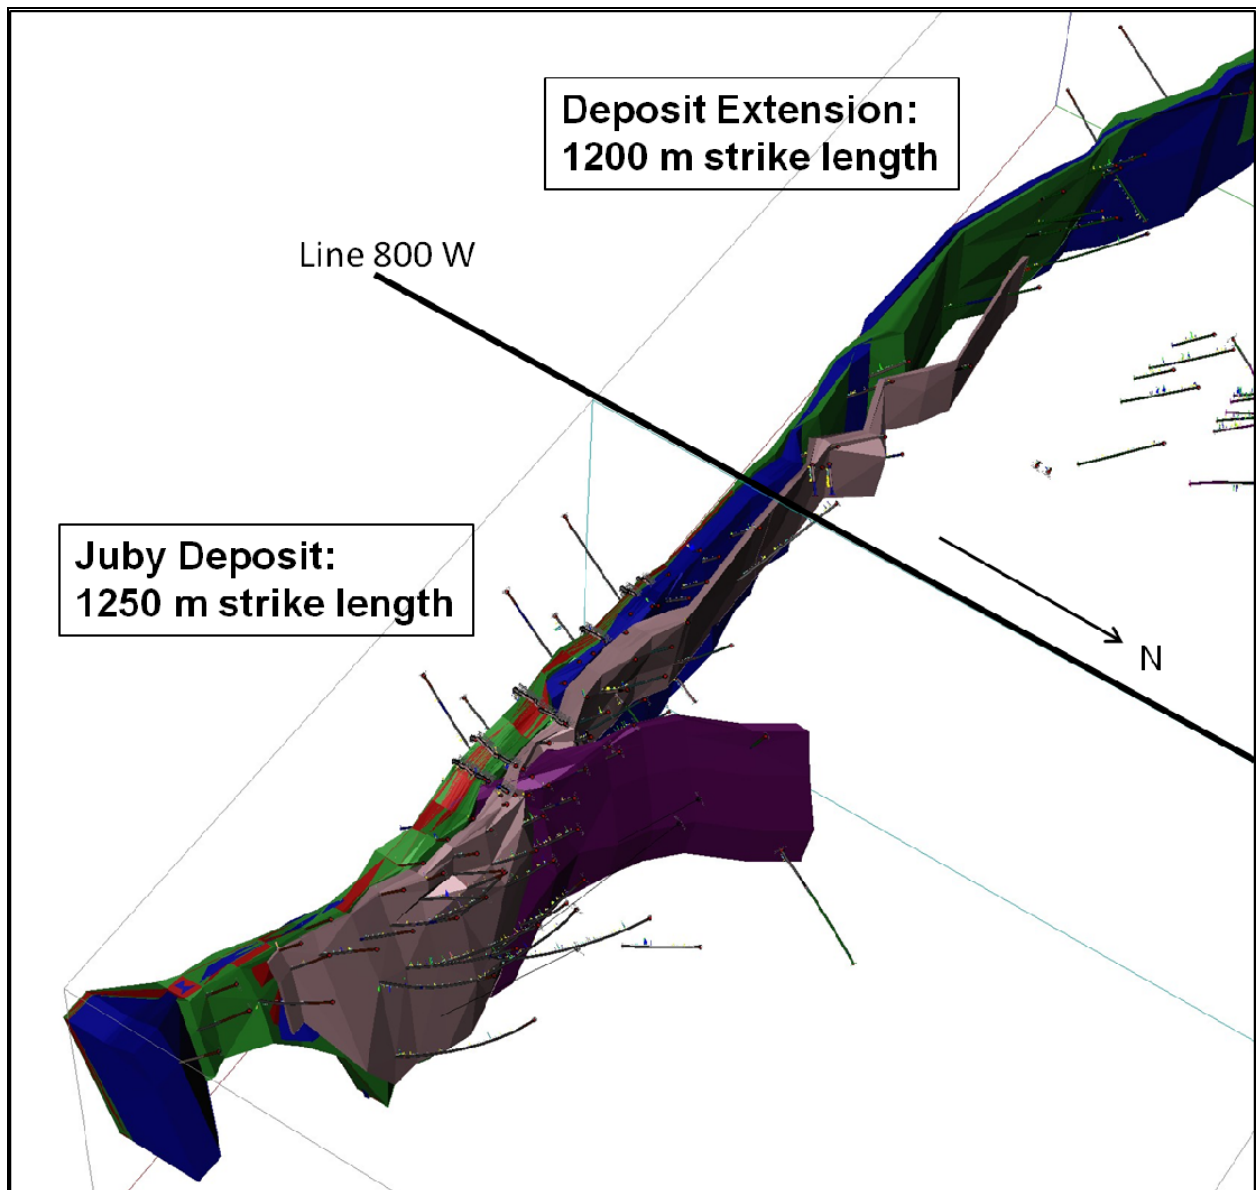 Deposit Extension:
1200 m strike length
Line 800 W
Juby Deposit:
1250 m strike length
N